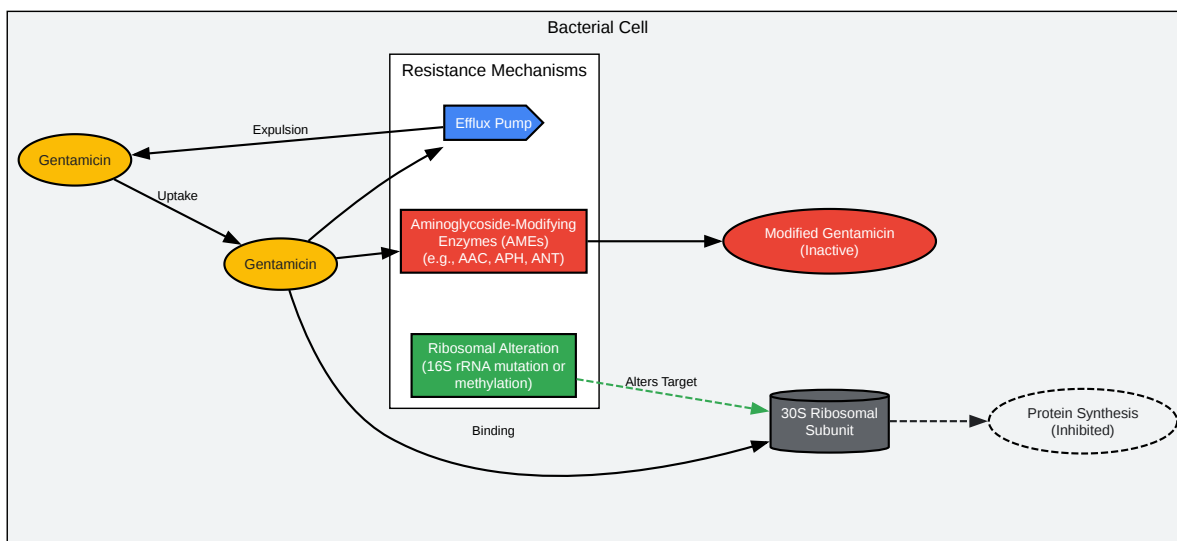 Bacterial Cell
Resistance Mechanisms
Efflux Pump
Expulsion
Gentamicin
Uptake
Gentamicin
Aminoglycoside-Modifying
Enzymes (AMEs)
(e.g., AAC, APH, ANT)
Modified Gentamicin
(Inactive)
Ribosomal Alteration
(16S rRNA mutation or
methylation)
Alters Target
30S Ribosomal
Subunit
Protein Synthesis
(Inhibited)
Binding